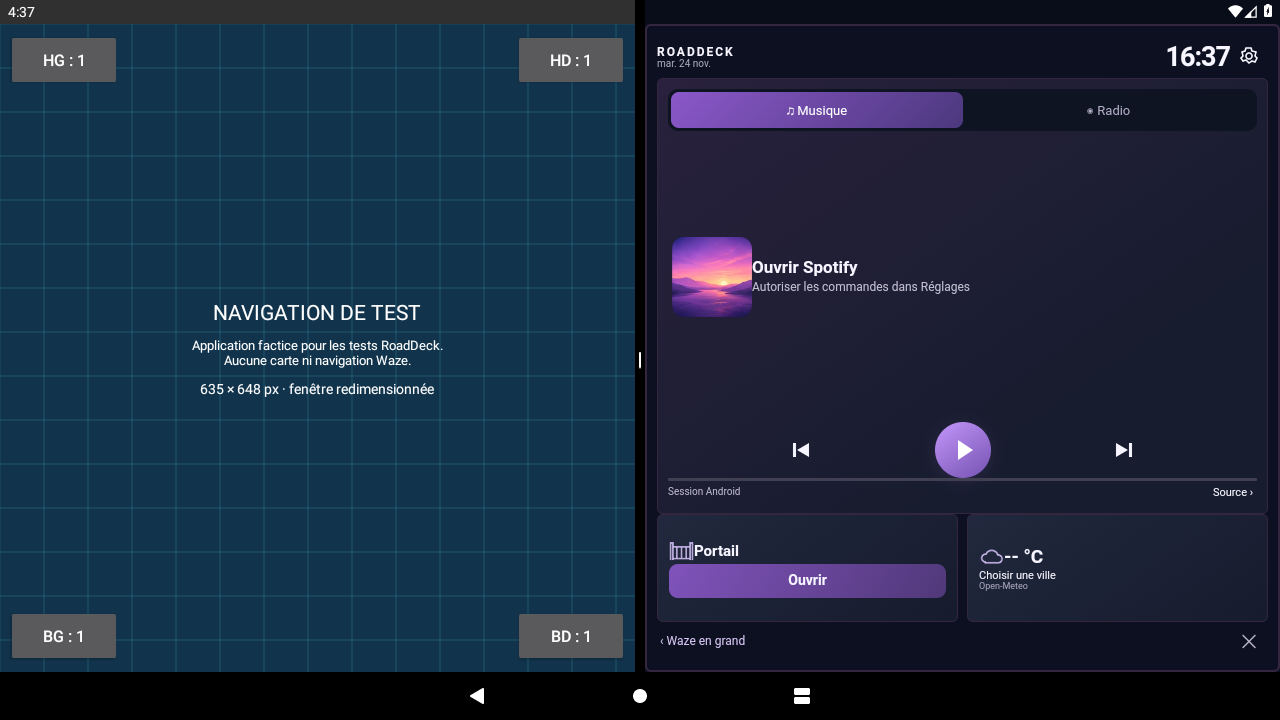 4:37
HG : 1
HD : 1
NAVIGATION DE TEST
Application factice pour les tests RoadDeck.
Aucune carte ni navigation Waze.
635 × 648 px · fenêtre redimensionnée
BG : 1
BD : 1
ROADDECK
mar. 24 nov.
16:37
♫ Musique
◉ Radio
Ouvrir Spotify
Autoriser les commandes dans Réglages
Session Android
Source ›
Portail
Ouvrir
-- °C
Choisir une ville
Open-Meteo
‹ Waze en grand